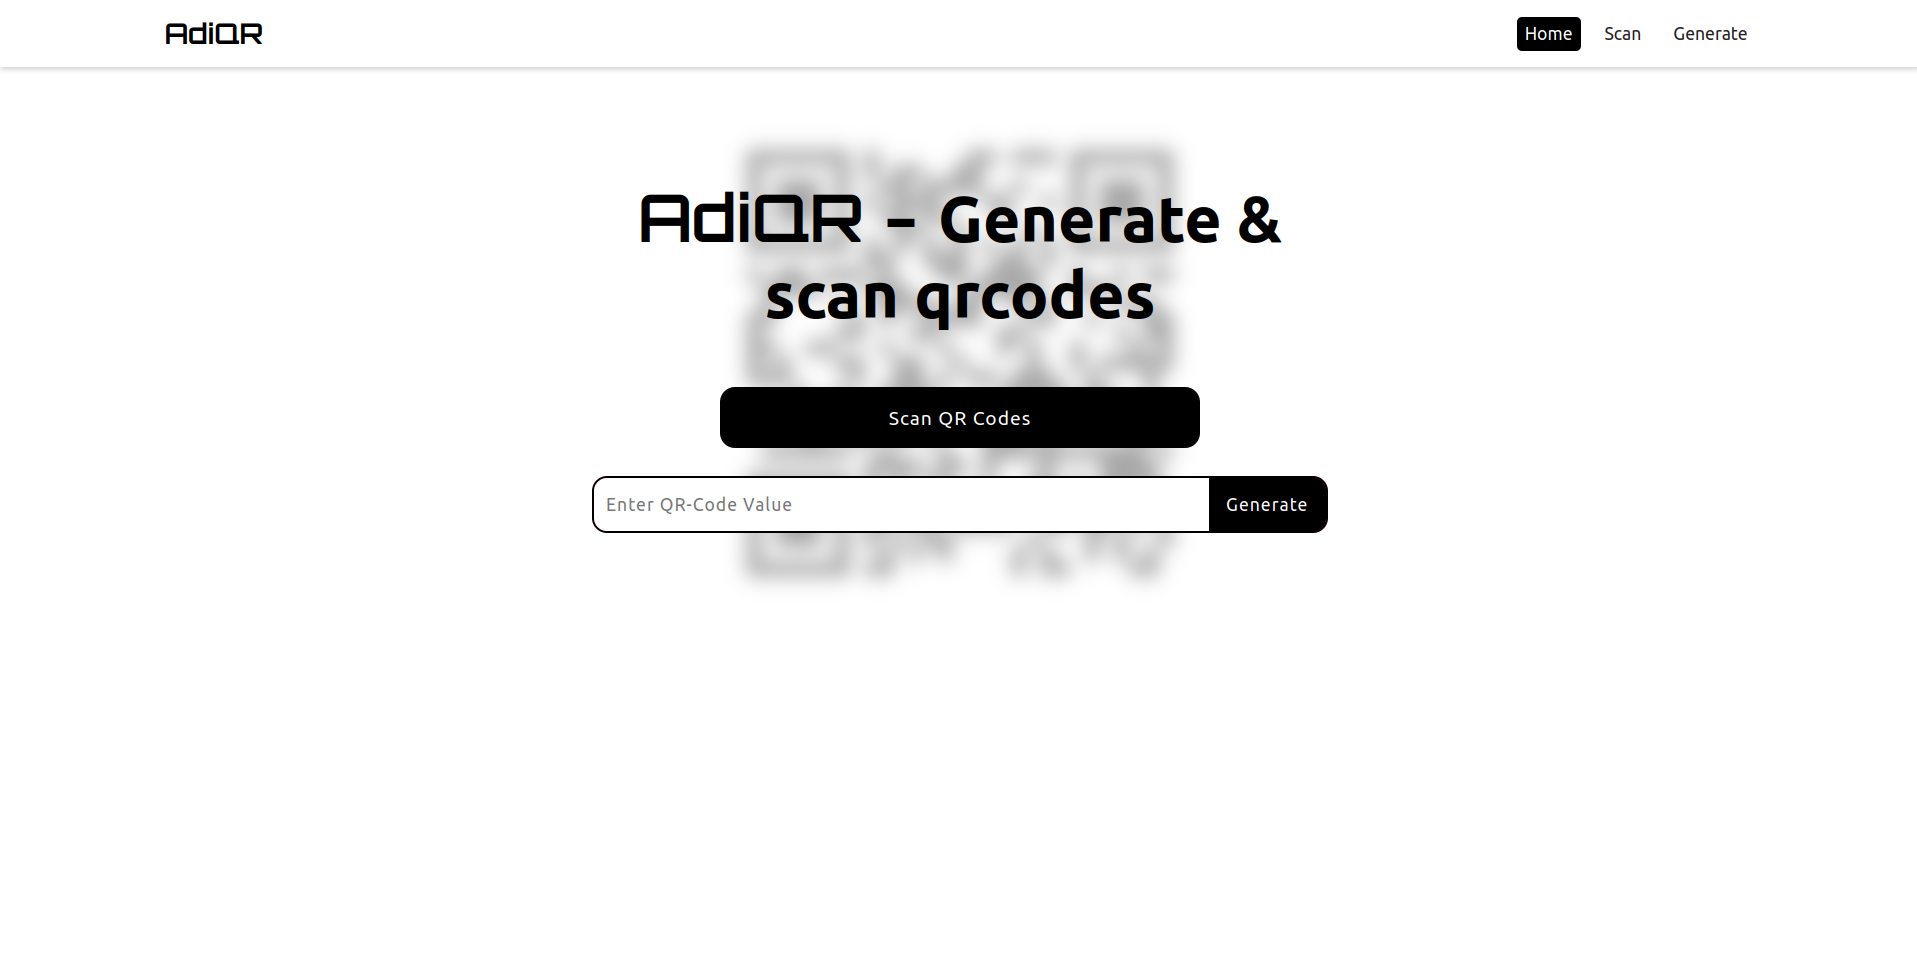 AdiQR
Home Scan Generate
AdiQR - Generate &
scan qrcodes
Scan QR Codes
Enter QR-Code Value Generate